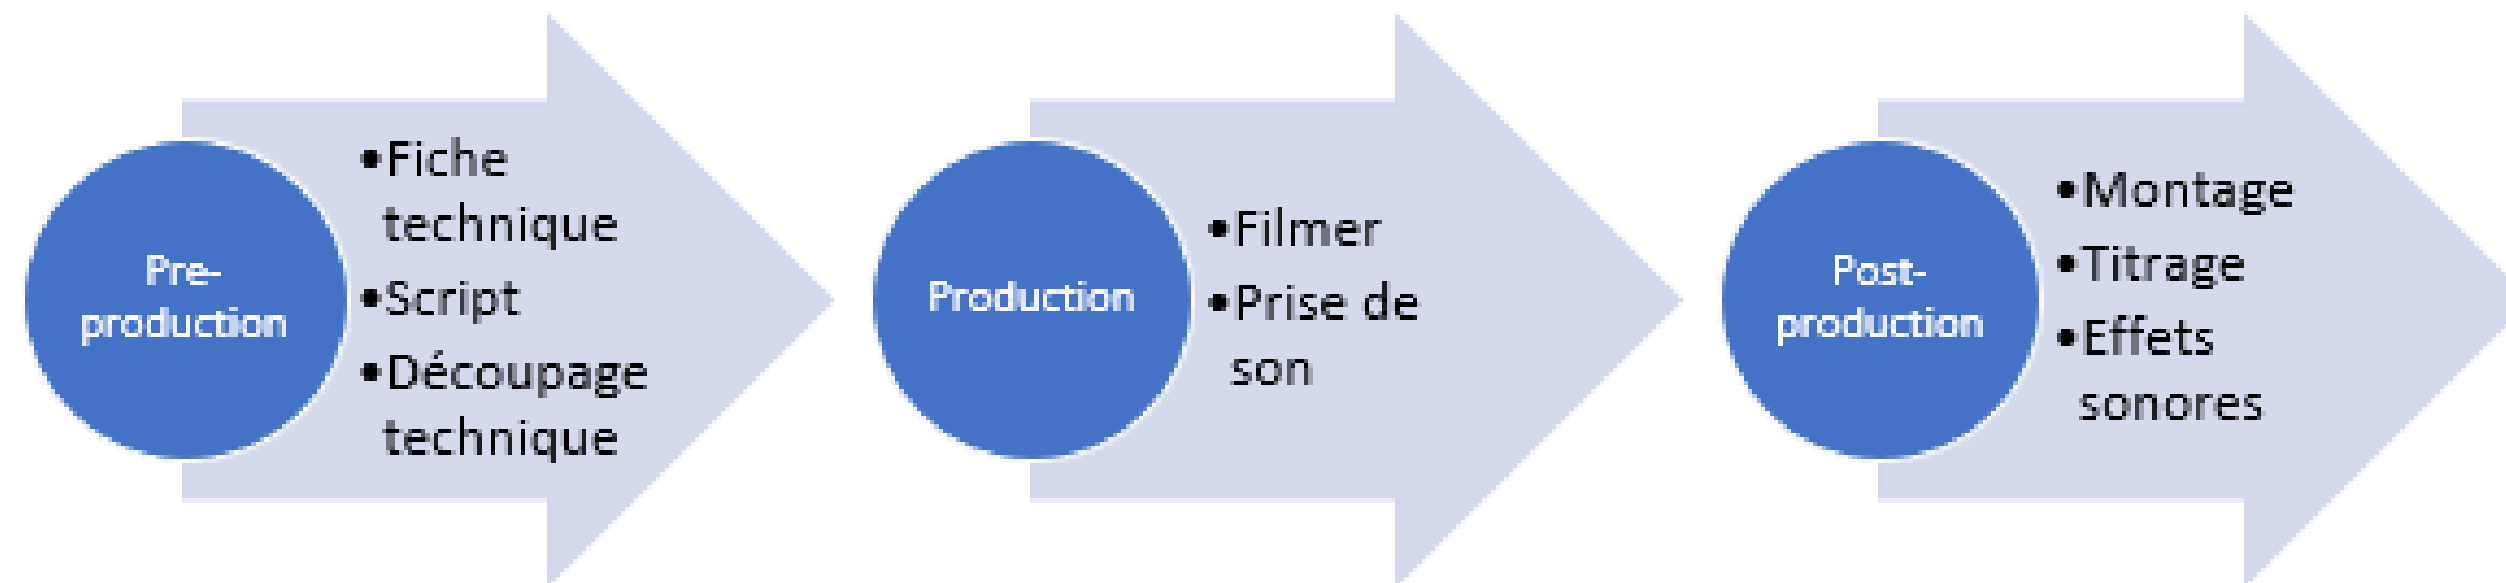 Pre-
production
•Fiche
technique
•Script
•Découpage
technique
Production
•Filmer
•Prise de
son
Post-
production
•Montage
•Titrage
•Effets
sonores